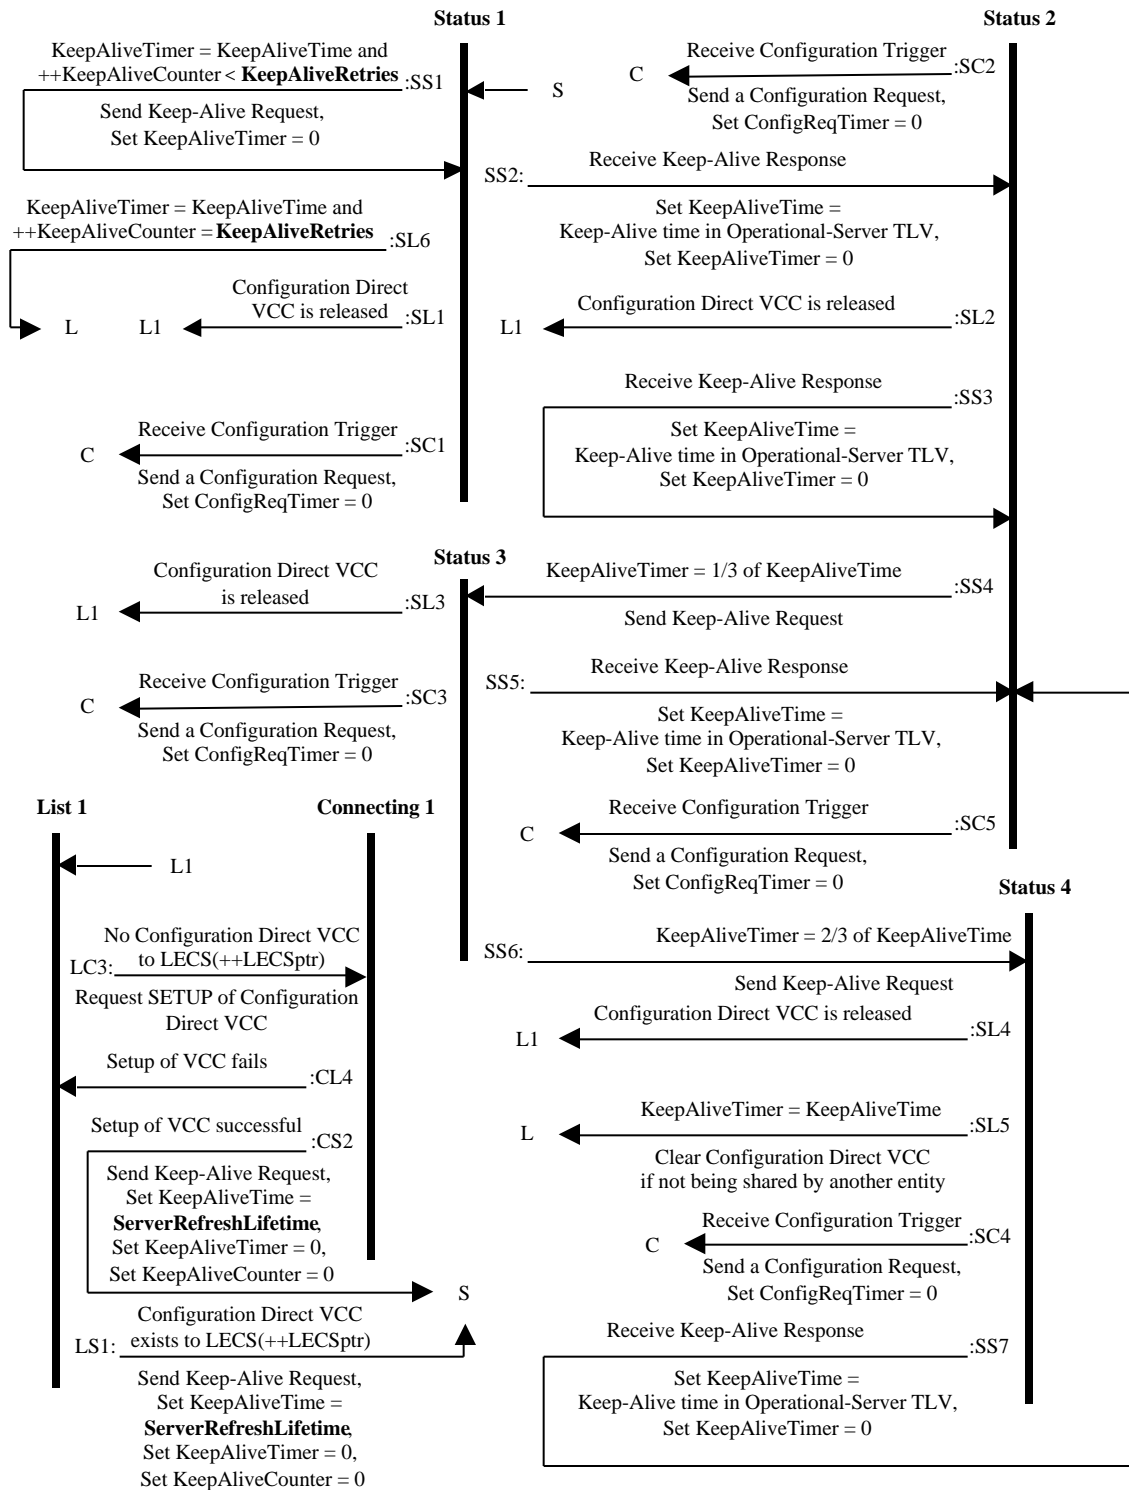 Status 1
Status 2
KeepAliveTimer = KeepAliveTime and
++KeepAliveCounter < KeepAliveRetries
:SS1
Send Keep-Alive Request,
Set KeepAliveTimer = 0
S
Receive Configuration Trigger
:SC2
C
Send a Configuration Request,
Set ConfigReqTimer = 0
SS2:
Receive Keep-Alive Response
Set KeepAliveTime =
Keep-Alive time in Operational-Server TLV,
Set KeepAliveTimer = 0
KeepAliveTimer = KeepAliveTime and
++KeepAliveCounter = KeepAliveRetries
:SL6
L
Configuration Direct
VCC is released
:SL1
L1
Configuration Direct VCC is released
:SL2
L1
Receive Keep-Alive Response
:SS3
Set KeepAliveTime =
Keep-Alive time in Operational-Server TLV,
Set KeepAliveTimer = 0
Receive Configuration Trigger
:SC1
C
Send a Configuration Request,
Set ConfigReqTimer = 0
Status 3
Configuration Direct VCC
is released
:SL3
L1
KeepAliveTimer = 1/3 of KeepAliveTime
:SS4
Send Keep-Alive Request
Receive Configuration Trigger
:SC3
C
Send a Configuration Request,
Set ConfigReqTimer = 0
SS5:
Receive Keep-Alive Response
Set KeepAliveTime =
Keep-Alive time in Operational-Server TLV,
Set KeepAliveTimer = 0
List 1
Connecting 1
L1
Receive Configuration Trigger
:SC5
C
Send a Configuration Request,
Set ConfigReqTimer = 0
Status 4
LC3:
No Configuration Direct VCC
to LECS(++LECSptr)
Request SETUP of Configuration
Direct VCC
SS6:
KeepAliveTimer = 2/3 of KeepAliveTime
Send Keep-Alive Request
Configuration Direct VCC is released
:SL4
L1
Setup of VCC fails
:CL4
KeepAliveTimer = KeepAliveTime
:SL5
L
Clear Configuration Direct VCC
if not being shared by another entity
Setup of VCC successful
:CS2
Send Keep-Alive Request,
Set KeepAliveTime =
ServerRefreshLifetime,
Set KeepAliveTimer = 0,
Set KeepAliveCounter = 0
S
Receive Configuration Trigger
:SC4
C
Send a Configuration Request,
Set ConfigReqTimer = 0
LS1:
Configuration Direct VCC
exists to LECS(++LECSptr)
Send Keep-Alive Request,
Set KeepAliveTime =
ServerRefreshLifetime,
Set KeepAliveTimer = 0,
Set KeepAliveCounter = 0
Receive Keep-Alive Response
:SS7
Set KeepAliveTime =
Keep-Alive time in Operational-Server TLV,
Set KeepAliveTimer = 0